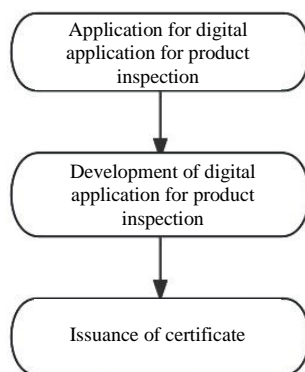 Application for digital
application for product
inspection
Development of digital
application for product
inspection
Issuance of certificate